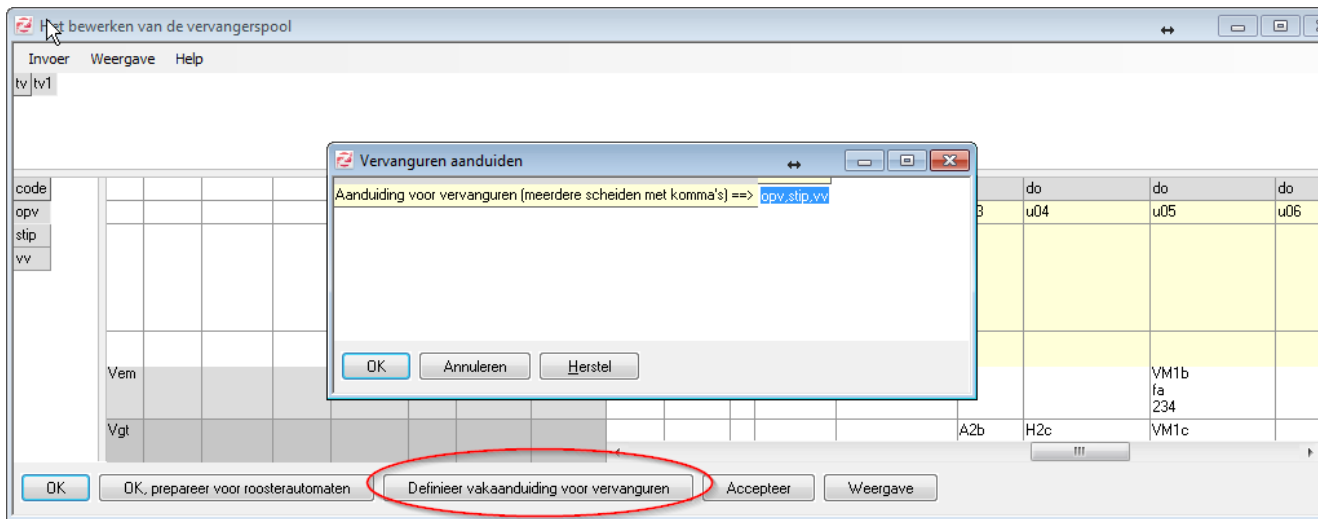 Het bewerken van de vervangerspool
Invoer Weergave Help
tv tv1
Vervanguren aanduiden
Aanduiding voor vervanguren (meerdere scheiden met komma's) ==> opv,stip,vv
code do do do
opv 3 u04 u05 u06
stip
vv
OK Annuleren Herstel
Vem VM1b
fa
234
Vgt A2b H2c VM1c
OK OK, prepareer voor roosterautomaten Definieer vakaanduiding voor vervanguren Accepteer Weergave